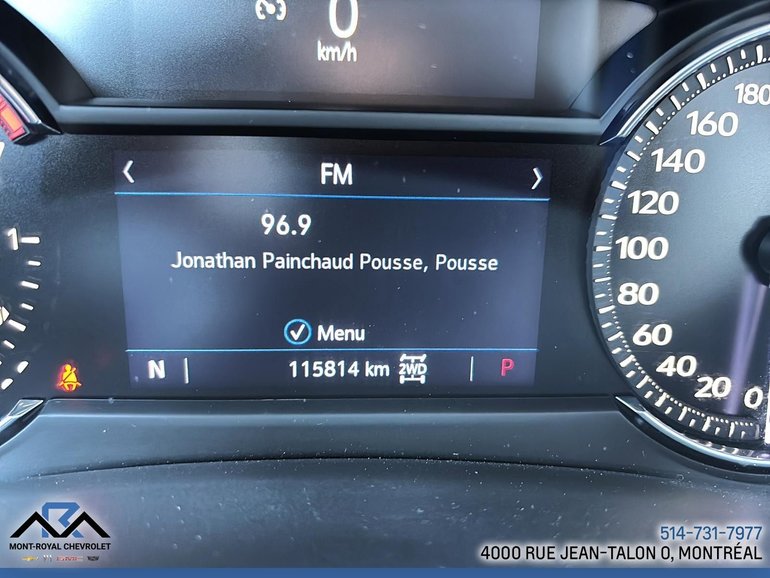 0
km/h
FM
96.9
Jonathan Painchaud Pousse, Pousse
Menu
N
115814 km
2WD
P
1
180
160
140
120
100
80
60
40
20
0
MONT-ROYAL CHEVROLET
GMC
514-731-7977
4000 RUE JEAN-TALON O, MONTRÉAL